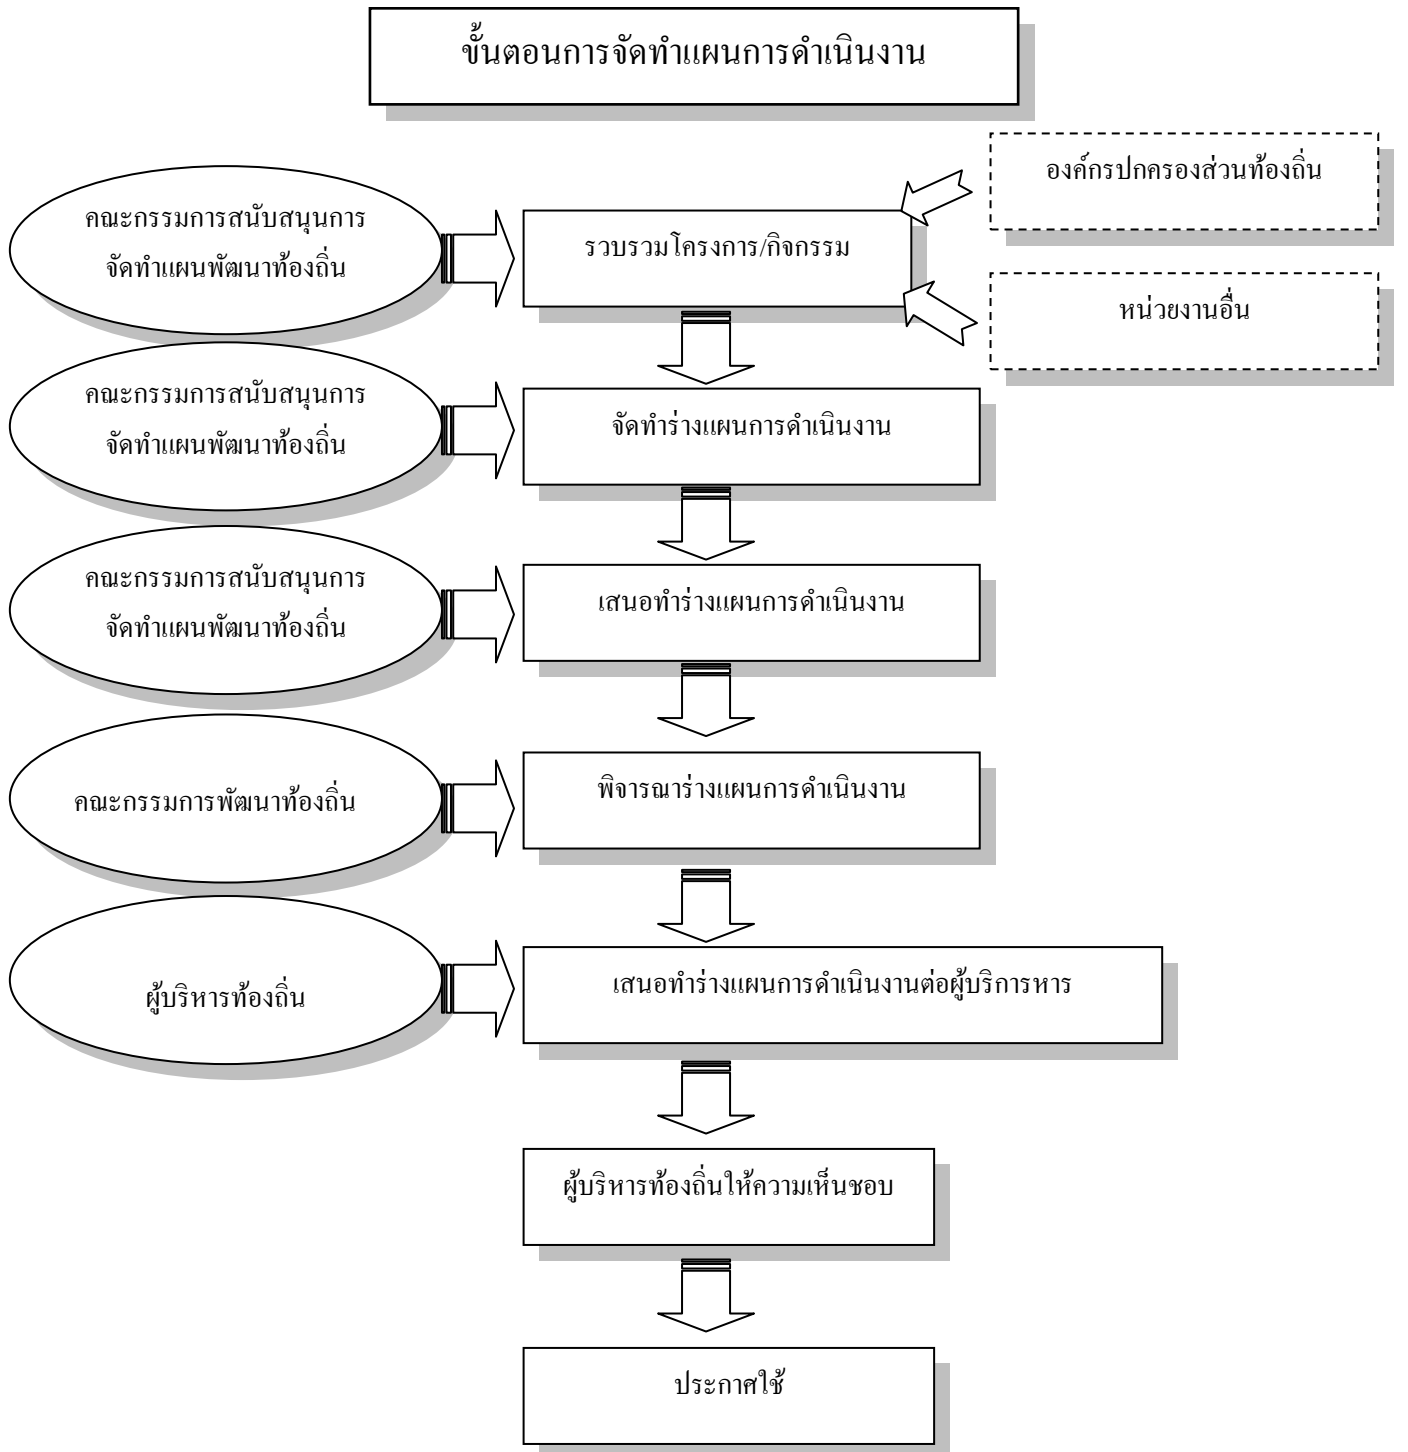 ขั้นตอนการจัดทำแผนการดำเนินงาน
องค์กรปกครองส่วนท้องถิ่น
คณะกรรมการสนับสนุนการ
จัดทำแผนพัฒนาท้องถิ่น
รวบรวมโครงการ/กิจกรรม
หน่วยงานอื่น
คณะกรรมการสนับสนุนการ
จัดทำแผนพัฒนาท้องถิ่น
จัดทำร่างแผนการดำเนินงาน
คณะกรรมการสนับสนุนการ
จัดทำแผนพัฒนาท้องถิ่น
เสนอทำร่างแผนการดำเนินงาน
คณะกรรมการพัฒนาท้องถิ่น
พิจารณาร่างแผนการดำเนินงาน
ผู้บริหารท้องถิ่น
เสนอทำร่างแผนการดำเนินงานต่อผู้บริการหาร
ผู้บริหารท้องถิ่นให้ความเห็นชอบ
ประกาศใช้